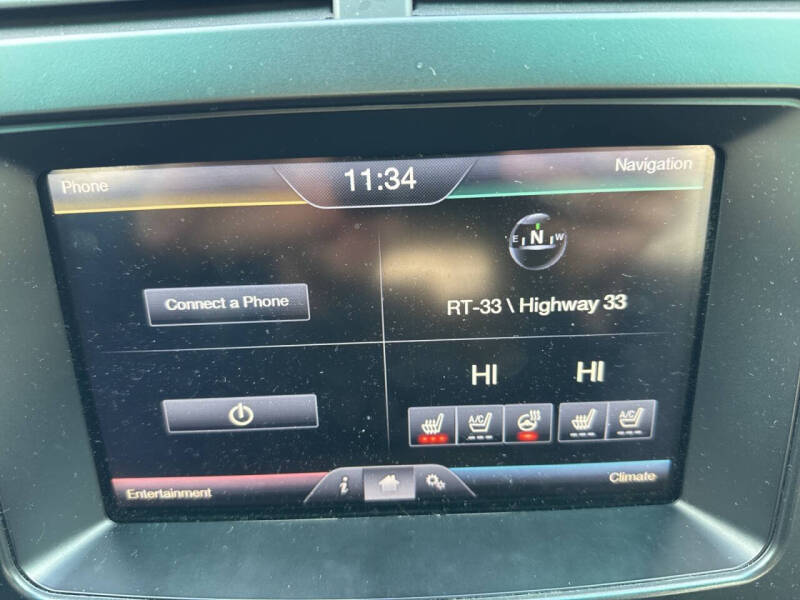 Phone
11:34
Navigation
E N W
Connect a Phone
RT-33 \ Highway 33
HI HI
A/C A/C
Entertainment
i
Climate